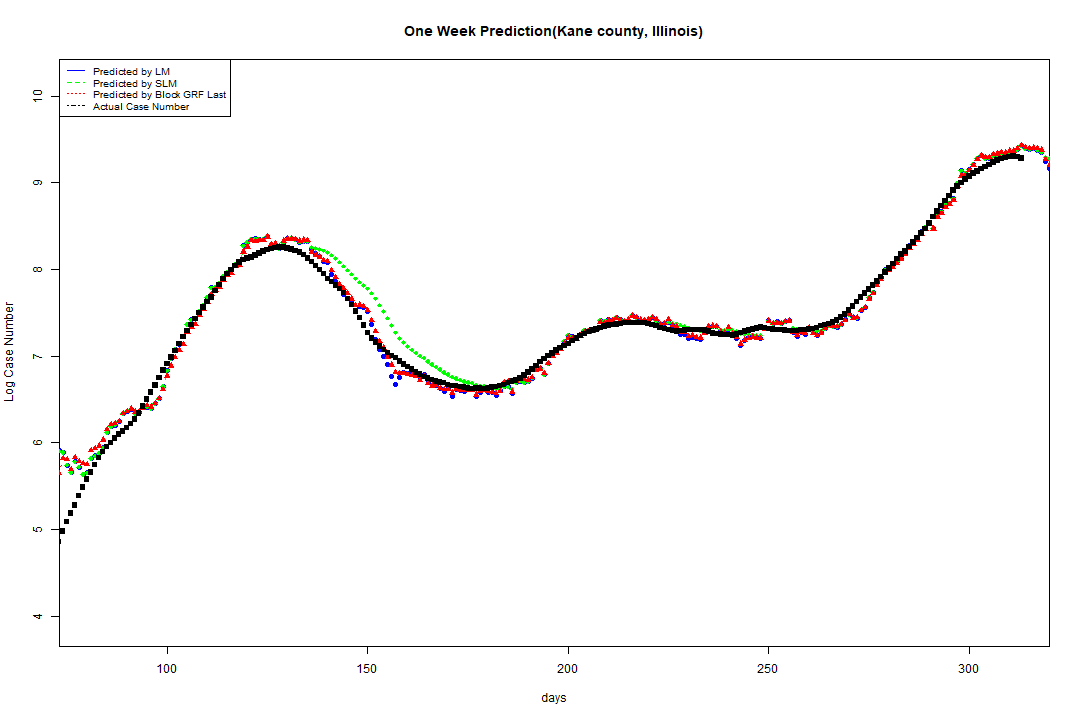 One Week Prediction(Kane county, Illinois)
Predicted by LM
Predicted by SLM
Predicted by Block GRF Last
Actual Case Number
Log Case Number
10
9
8
7
6
5
4
100 150 200 250 300
days